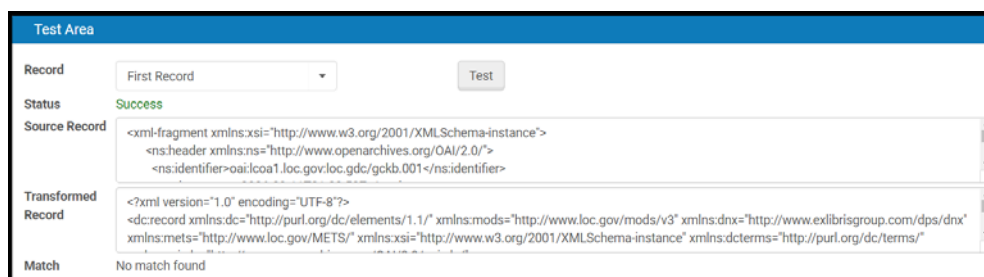 Test Area
Record First Record Test
Status Success
Source Record <xml-fragment xmlns:xsi="http://www.w3.org/2001/XMLSchema-instance">
<ns:header xmlns:ns="http://www.openarchives.org/OAI/2.0/">
<ns:identifier>oai:lcoa1.loc.gov:loc.gdc/gckb.001</ns:identifier>
Transformed Record <?xml version="1.0" encoding="UTF-8"?>
<dc:record xmlns:dc="http://purl.org/dc/elements/1.1/" xmlns:mods="http://www.loc.gov/mods/v3" xmlns:dnx="http://www.exlibrisgroup.com/dps/dnx"
xmlns:mets="http://www.loc.gov/METS/" xmlns:xsi="http://www.w3.org/2001/XMLSchema-instance" xmlns:dcterms="http://purl.org/dc/terms/"
Match No match found